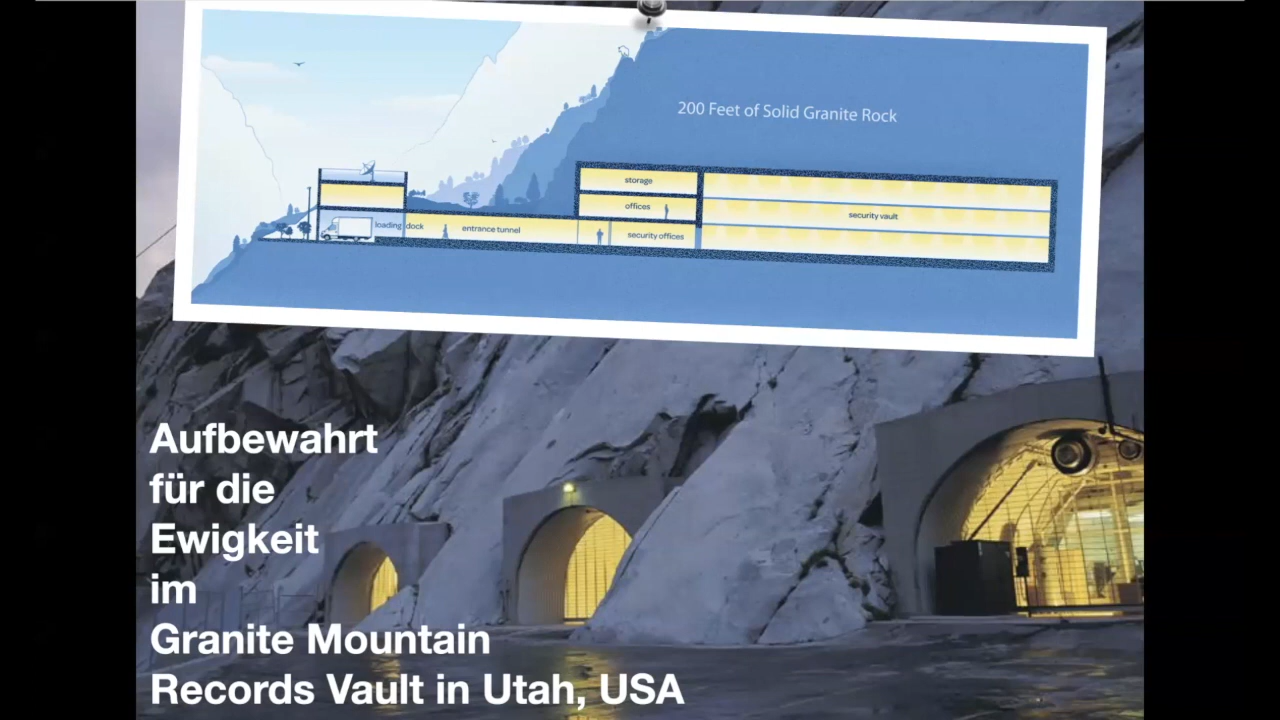 200 Feet of Solid Granite Rock
storage
offices
security vault
loading dock
entrance tunnel
security offices
Aufbewahrt
für die
Ewigkeit
im
Granite Mountain
Records Vault in Utah, USA